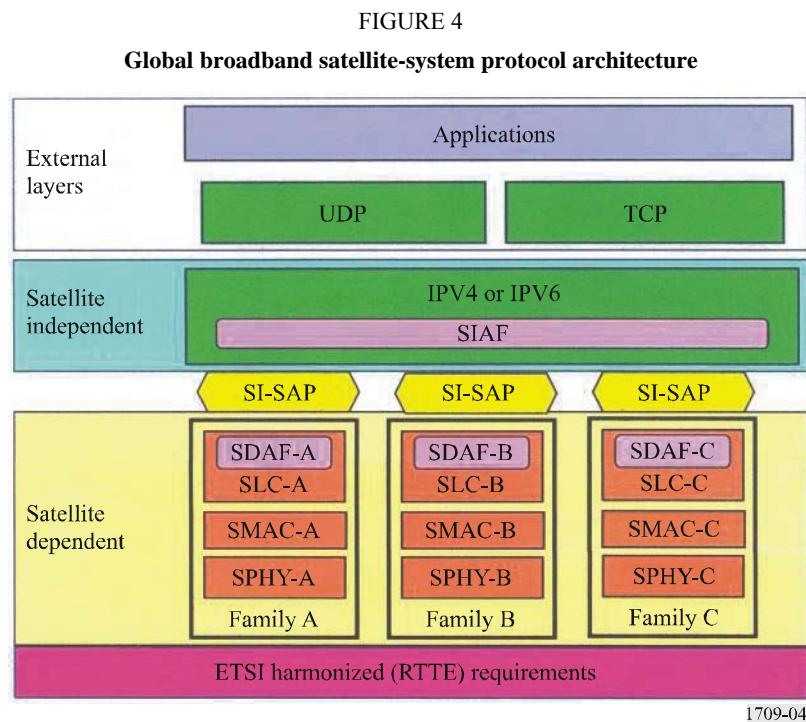 FIGURE 4
Global broadband satellite-system protocol architecture
External
layers
Applications
UDP
TCP
Satellite
independent
IPV4 or IPV6
SIAF
SI-SAP
SI-SAP
SI-SAP
Satellite
dependent
SDAF-A
SLC-A
SMAC-A
SPHY-A
Family A
SDAF-B
SLC-B
SMAC-B
SPHY-B
Family B
SDAF-C
SLC-C
SMAC-C
SPHY-C
Family C
ETSI harmonized (RTTE) requirements
1709-04